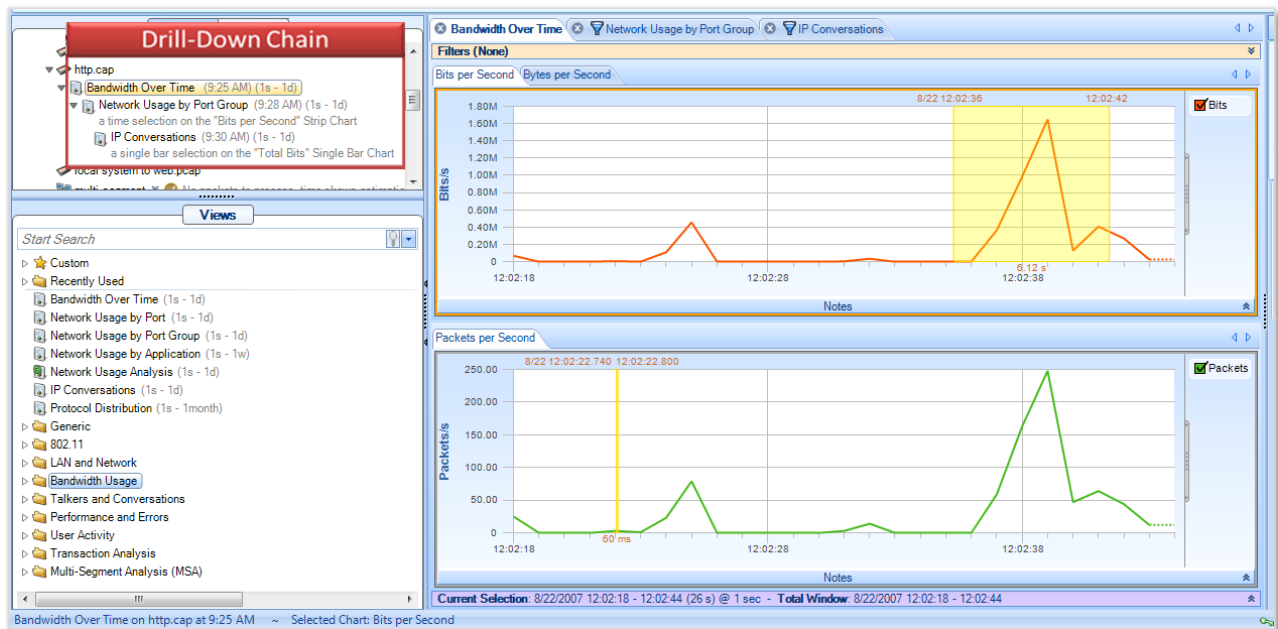 Drill-Down Chain
http.cap
Bandwidth Over Time (9:25 AM) (1s - 1d)
Network Usage by Port Group (9:28 AM) (1s - 1d)
a time selection on the "Bits per Second" Strip Chart
IP Conversations (9:30 AM) (1s - 1d)
a single bar selection on the "Total Bits" Single Bar Chart
local system to web.pcap
Views
Start Search
Custom
Recently Used
Bandwidth Over Time (1s - 1d)
Network Usage by Port (1s - 1d)
Network Usage by Port Group (1s - 1d)
Network Usage by Application (1s - 1w)
Network Usage Analysis (1s - 1d)
IP Conversations (1s - 1d)
Protocol Distribution (1s - 1month)
Generic
802.11
LAN and Network
Bandwidth Usage
Talkers and Conversations
Performance and Errors
User Activity
Transaction Analysis
Multi-Segment Analysis (MSA)
Bandwidth Over Time Network Usage by Port Group IP Conversations
Filters (None)
Bits per Second Bytes per Second
8/22 12:02:36 12:02:42
Bits
Bits/s
1.80M
1.60M
1.40M
1.20M
1.00M
0.80M
0.60M
0.40M
0.20M
0
6.12 s
12:02:18 12:02:28 12:02:38
Notes
Packets per Second
8/22 12:02:22.740 12:02:22.800
Packets
Packets/s
250.00
200.00
150.00
100.00
50.00
0
60 ms
12:02:18 12:02:28 12:02:38
Notes
Current Selection: 8/22/2007 12:02:18 - 12:02:44 (26 s) @ 1 sec - Total Window: 8/22/2007 12:02:18 - 12:02:44
Bandwidth Over Time on http.cap at 9:25 AM ~ Selected Chart: Bits per Second